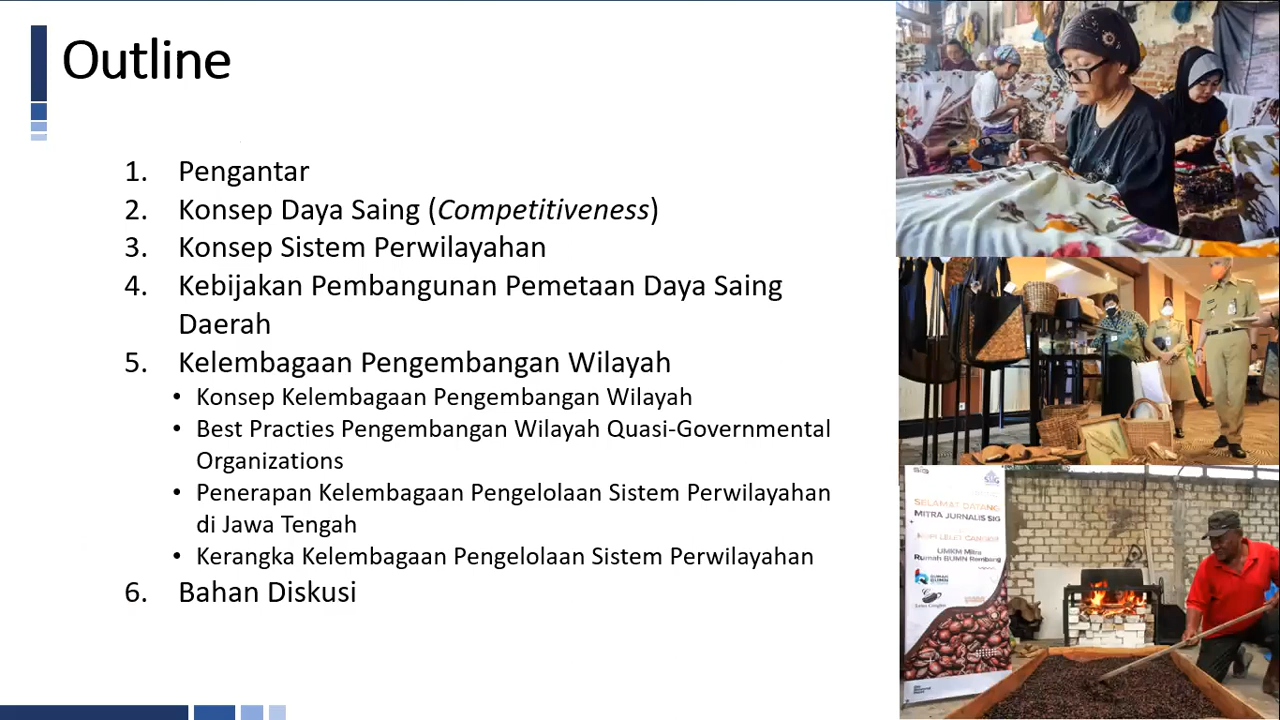 Outline
1. Pengantar
2. Konsep Daya Saing (Competitiveness)
3. Konsep Sistem Perwilayahan
4. Kebijakan Pembangunan Pemetaan Daya Saing
Daerah
5. Kelembagaan Pengembangan Wilayah
• Konsep Kelembagaan Pengembangan Wilayah
• Best Practies Pengembangan Wilayah Quasi-Governmental
Organizations
• Penerapan Kelembagaan Pengelolaan Sistem Perwilayahan
di Jawa Tengah
• Kerangka Kelembagaan Pengelolaan Sistem Perwilayahan
6. Bahan Diskusi
SELAMAT DATANG
MITRA JURNALIS SIG
KOPI LELET CANGKOP
UMKM Mitra
Rumah BUMN Rembang